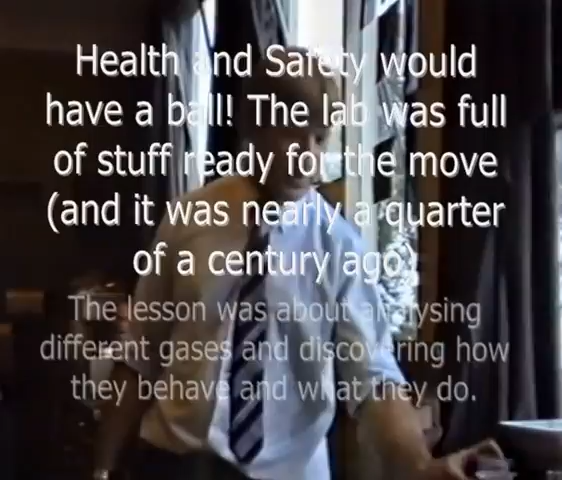 Health and Safety would
have a ball! The lab was full
of stuff ready for the move
(and it was nearly a quarter
of a century ago)
The lesson was about analysing
different gases and discovering how
they behave and what they do.